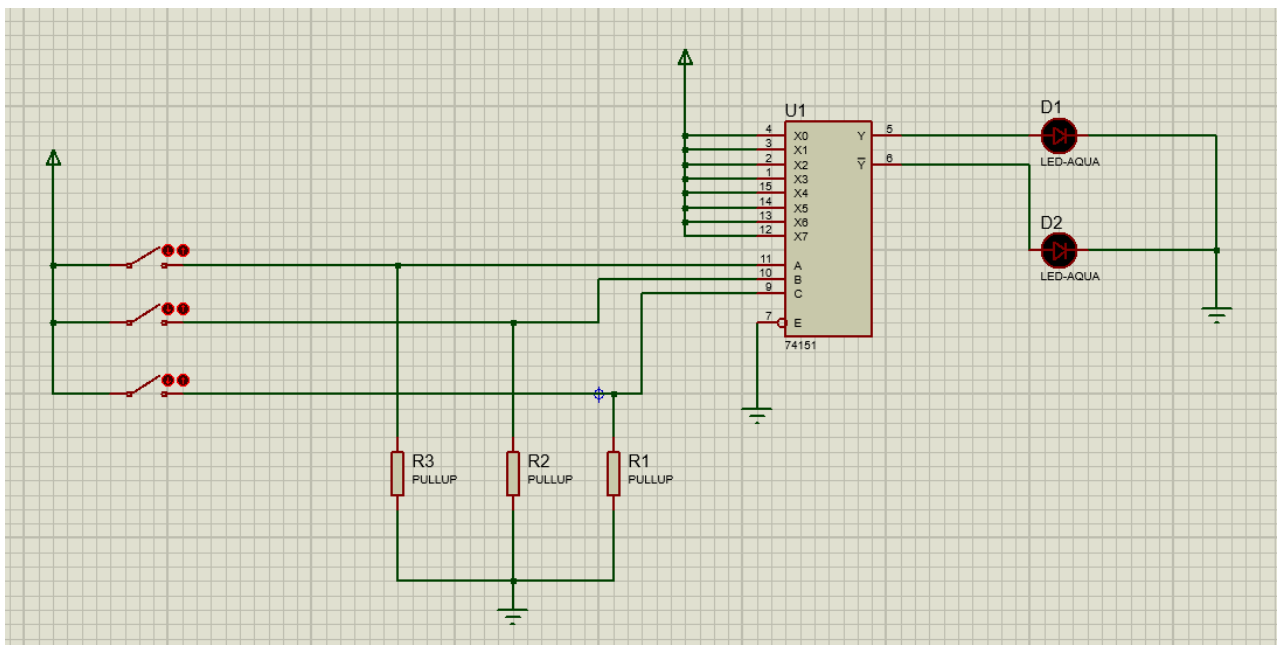 U1
4 X0 Y 5
3 X1
2 X2 Y 6
1 X3
15 X4
14 X5
13 X6
12 X7
11 A
10 B
9 C
7 E
74151
D1
LED-AQUA
D2
LED-AQUA
R3
PULLUP
R2
PULLUP
R1
PULLUP